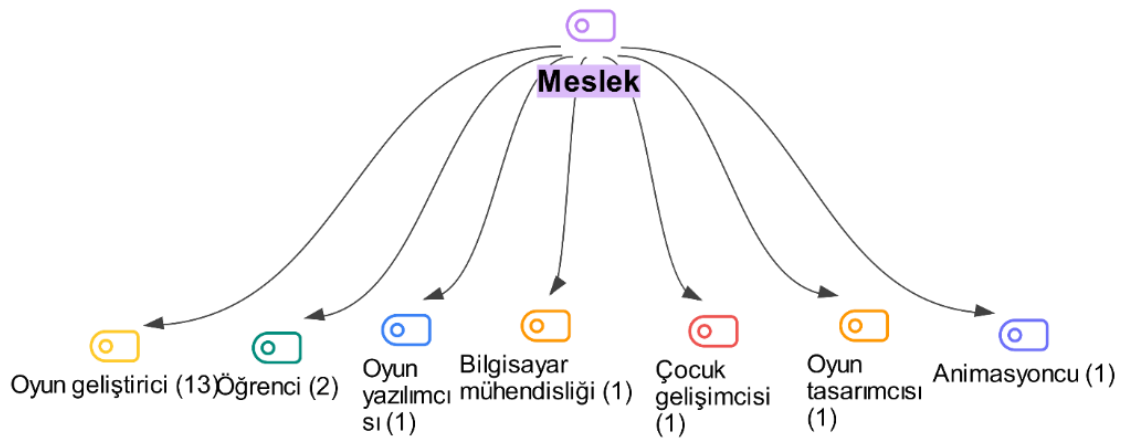 Meslek
Oyun geliştirici (13)
Öğrenci (2)
Oyun
yazılımcı
sı (1)
Bilgisayar
mühendisliği (1)
Çocuk
gelişimcisi
(1)
Oyun
tasarımcısı
(1)
Animasyoncu (1)